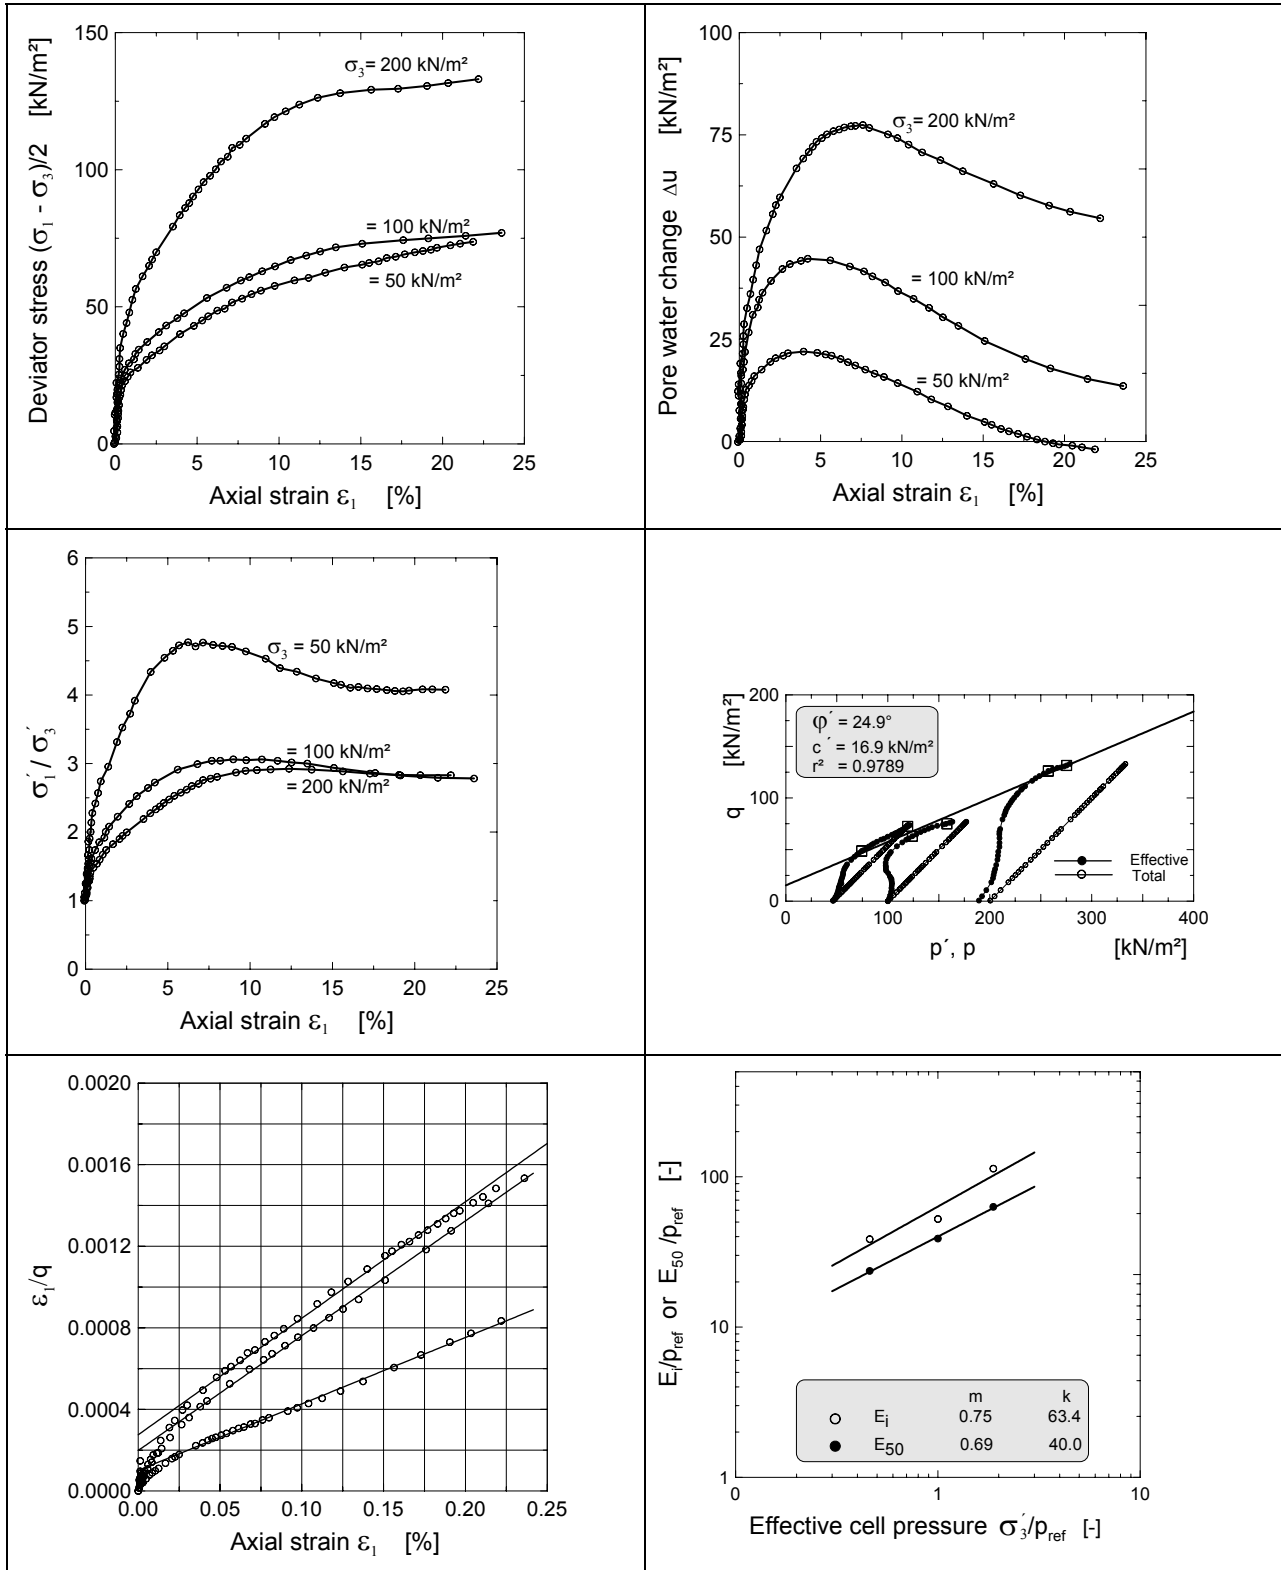 150
100
50
0
0 5 10 15 20 25
Deviator stress (σ₁ - σ₃)/2 [kN/m²]
Axial strain ε₁ [%]
σ₃= 200 kN/m²
= 100 kN/m²
= 50 kN/m²
100
75
50
25
0
0 5 10 15 20 25
Pore water change Δu [kN/m²]
Axial strain ε₁ [%]
σ₃= 200 kN/m²
= 100 kN/m²
= 50 kN/m²
6
5
4
3
2
1
0
0 5 10 15 20 25
σ₁´/ σ₃´
Axial strain ε₁ [%]
σ₃ = 50 kN/m²
= 100 kN/m²
= 200 kN/m²
200
100
0
0 100 200 300 400
q [kN/m²]
p´, p [kN/m²]
φ´ = 24.9°
c´ = 16.9 kN/m²
r² = 0.9789
Effective
Total
0.0020
0.0016
0.0012
0.0008
0.0004
0.0000
0.00 0.05 0.10 0.15 0.20 0.25
ε₁/q
Axial strain ε₁ [%]
100
10
1
0 1 10
Eᵢ/p_ref or E₅₀/p_ref [-]
Effective cell pressure σ₃´/p_ref [-]
m k
Eᵢ 0.75 63.4
E₅₀ 0.69 40.0